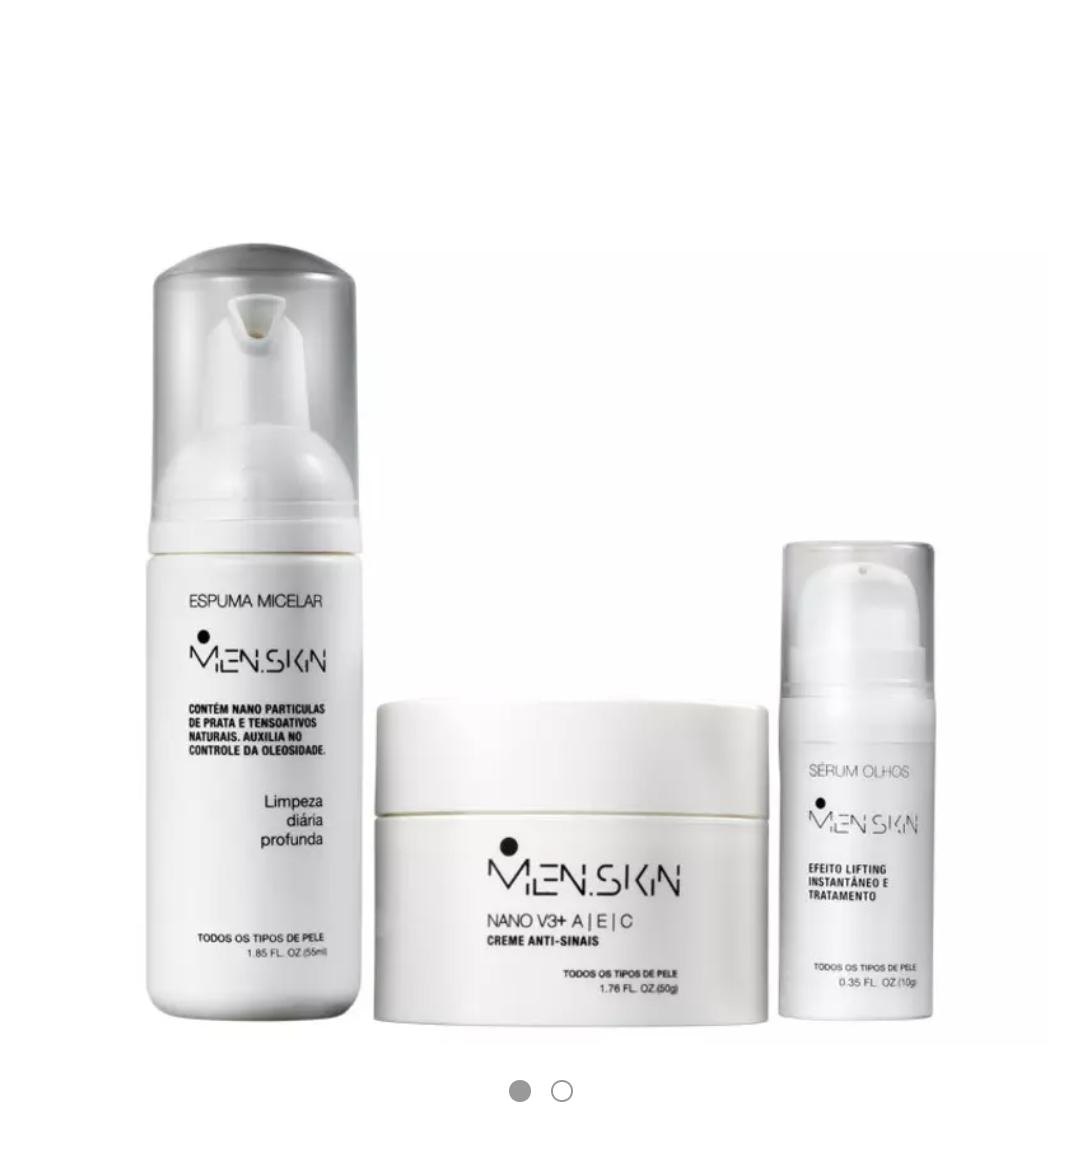 ESPUMA MICELAR
MEN.SKIN
CONTÉM NANO PARTICULAS
DE PRATA E TENSOATIVOS
NATURAIS. AUXILIA NO
CONTROLE DA OLEOSIDADE.
Limpeza
diária
profunda
TODOS OS TIPOS DE PELE
1.85 FL. OZ.(55ml)
MEN.SKIN
NANO V3+ A|E|C
CREME ANTI-SINAIS
TODOS OS TIPOS DE PELE
1.76 FL. OZ.(50g)
SÉRUM OLHOS
MEN.SKIN
EFEITO LIFTING
INSTANTÂNEO E
TRATAMENTO
TODOS OS TIPOS DE PELE
0.35 FL. OZ.(10g)